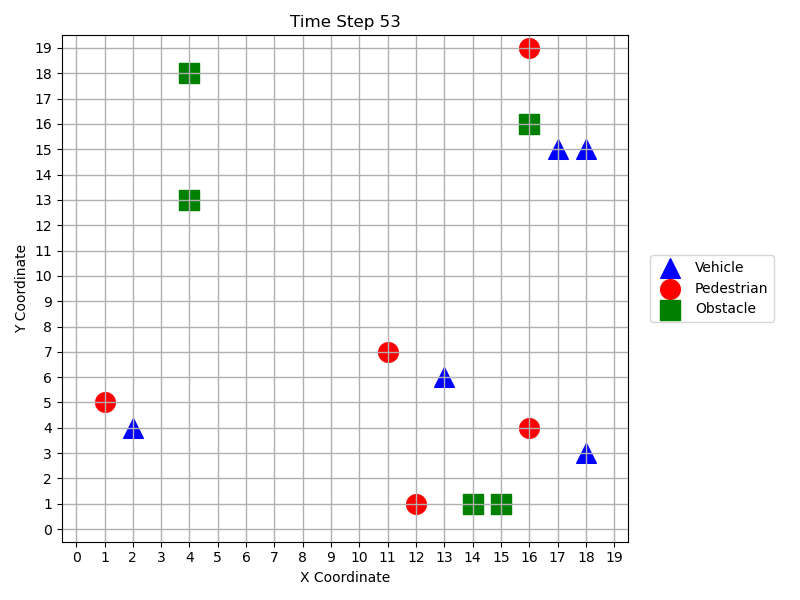 Time Step 53
19
18
17
16
15
14
13
12
11
10
9
8
7
6
5
4
3
2
1
0
Y Coordinate
0 1 2 3 4 5 6 7 8 9 10 11 12 13 14 15 16 17 18 19
X Coordinate
Vehicle
Pedestrian
Obstacle